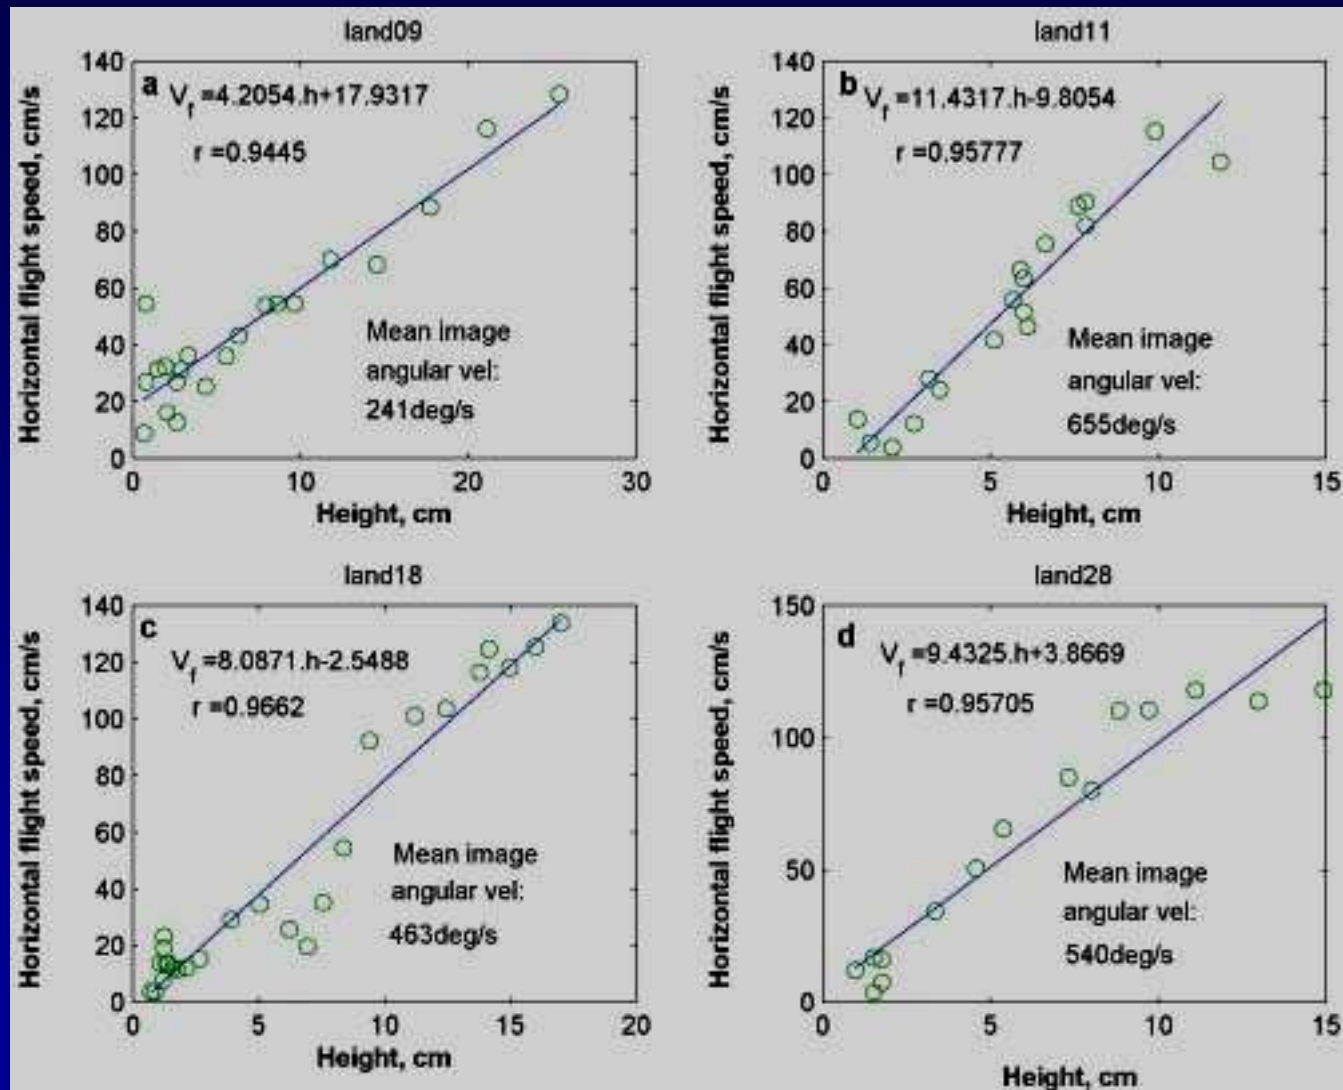 land09
a
V_f =4.2054.h+17.9317
r =0.9445
Mean image
angular vel:
241deg/s
Horizontal flight speed, cm/s
140
120
100
80
60
40
20
0
0 10 20 30
Height, cm
land11
b
V_f =11.4317.h-9.8054
r =0.95777
Mean image
angular vel:
655deg/s
Horizontal flight speed, cm/s
140
120
100
80
60
40
20
0
0 5 10 15
Height, cm
land18
c
V_f =8.0871.h-2.5488
r =0.9662
Mean image
angular vel:
463deg/s
Horizontal flight speed, cm/s
140
120
100
80
60
40
20
0
0 5 10 15 20
Height, cm
land28
d
V_f =9.4325.h+3.8669
r =0.95705
Mean image
angular vel:
540deg/s
Horizontal flight speed, cm/s
150
100
50
0
0 5 10 15
Height, cm